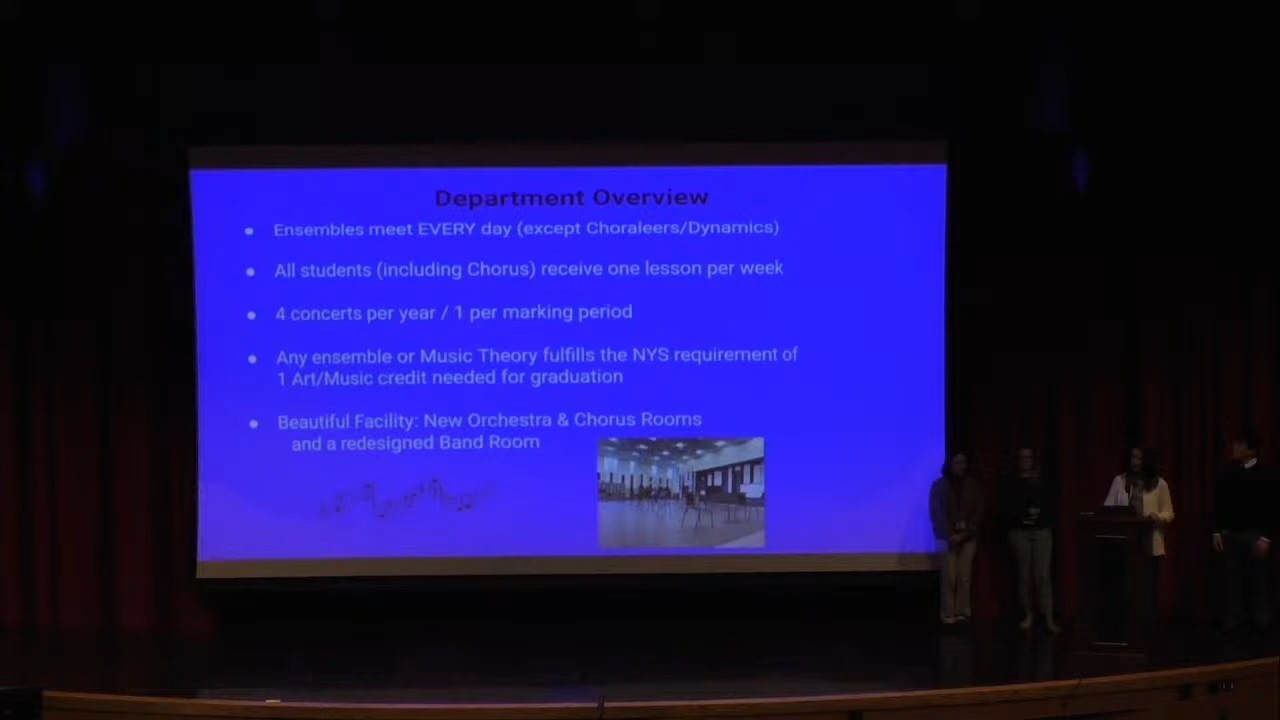 Department Overview
● Ensembles meet EVERY day (except Choraleers/Dynamics)
● All students (including Chorus) receive one lesson per week
● 4 concerts per year / 1 per marking period
● Any ensemble or Music Theory fulfills the NYS requirement of
1 Art/Music credit needed for graduation
● Beautiful Facility: New Orchestra & Chorus Rooms
and a redesigned Band Room